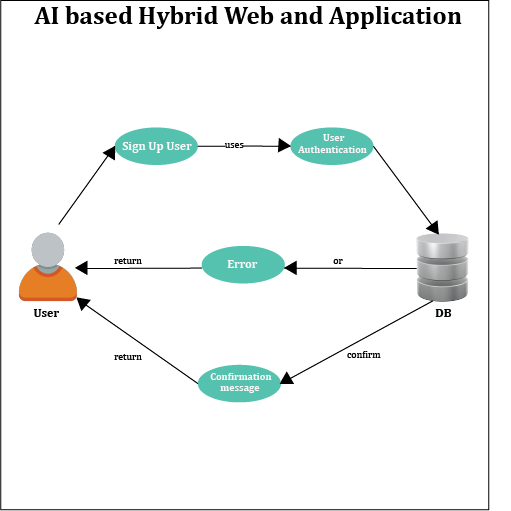 AI based Hybrid Web and Application
Sign Up User
uses
User
Authentication
return
Error
or
User
DB
return
confirm
Confirmation
message